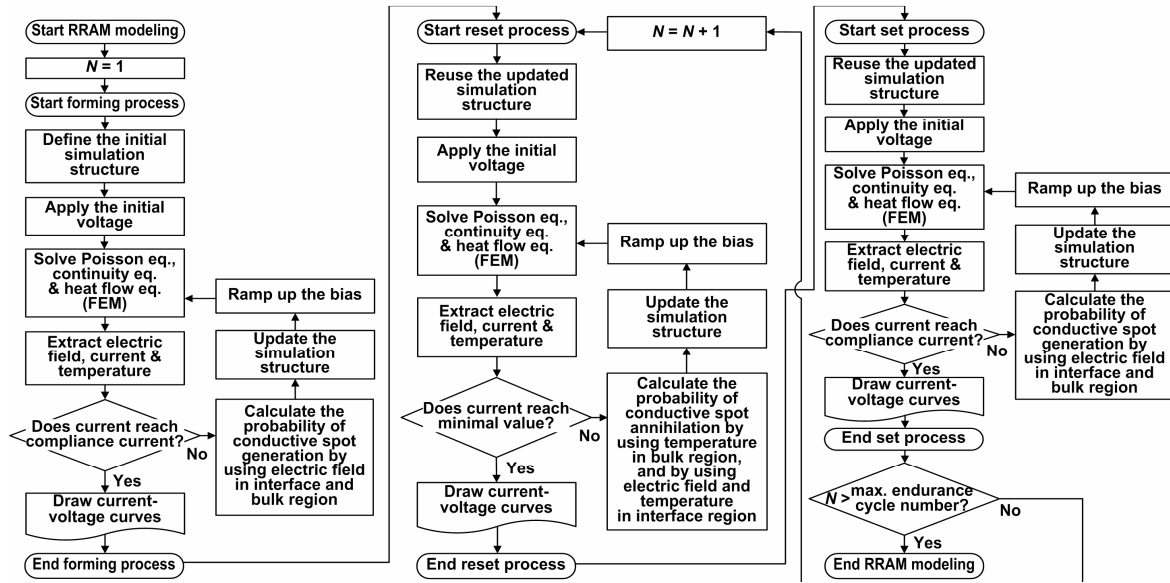 Start RRAM modeling
N = 1
Start forming process
Define the initial
simulation
structure
Apply the initial
voltage
Solve Poisson eq.,
continuity eq.
& heat flow eq.
(FEM)
Ramp up the bias
Extract electric
field, current &
temperature
Update the
simulation
structure
Does current reach
compliance current?
No
Calculate the
probability of
conductive spot
generation by
using electric field
in interface and
bulk region
Yes
Draw current-
voltage curves
End forming process
Start reset process
N = N + 1
Reuse the updated
simulation
structure
Apply the initial
voltage
Solve Poisson eq.,
continuity eq.
& heat flow eq.
(FEM)
Ramp up the bias
Extract electric
field, current &
temperature
Update the
simulation
structure
Does current reach
minimal value?
No
Calculate the
probability of
conductive spot
annihilation by
using temperature
in bulk region,
and by using
electric field and
temperature
in interface region
Yes
Draw current-
voltage curves
End reset process
Start set process
Reuse the updated
simulation
structure
Apply the initial
voltage
Solve Poisson eq.,
continuity eq.
& heat flow eq.
(FEM)
Ramp up the bias
Extract electric
field, current &
temperature
Update the
simulation
structure
Does current reach
compliance current?
No
Calculate the
probability of
conductive spot
generation by
using electric field
in interface and
bulk region
Yes
Draw current-
voltage curves
End set process
N > max. endurance
cycle number?
No
Yes
End RRAM modeling